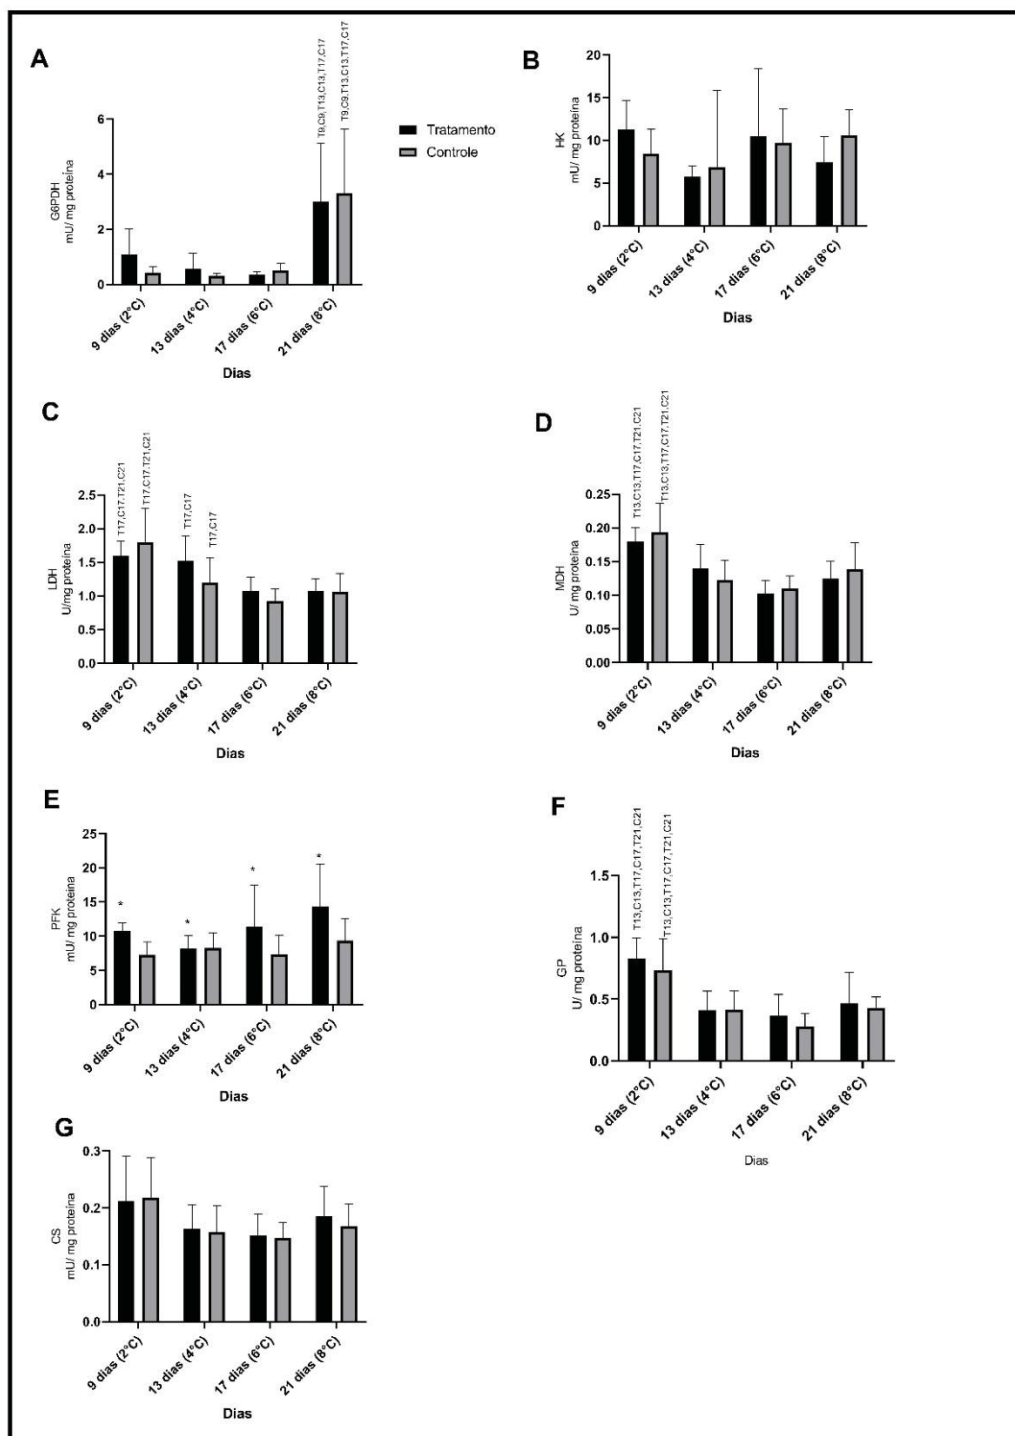 A
T9,C9,T13,C13,T17,C17
T9,C9,T13,C13,T17,C17
G6PDH
mU/ mg proteína
6
4
2
0
9 dias (2°C)
13 dias (4°C)
17 dias (6°C)
21 dias (8°C)
Dias
Tratamento
Controle
B
HK
mU/ mg proteína
20
15
10
5
0
9 dias (2°C)
13 dias (4°C)
17 dias (6°C)
21 dias (8°C)
Dias
C
T17,C17,T21,C21
T17,C17,T21,C21
T17,C17
T17,C17
LDH
U/mg proteína
2.5
2.0
1.5
1.0
0.5
0.0
9 dias (2°C)
13 dias (4°C)
17 dias (6°C)
21 dias (8°C)
Dias
D
T13,C13,T17,C17,T21,C21
T13,C13,T17,C17,T21,C21
MDH
U/ mg proteína
0.25
0.20
0.15
0.10
0.05
0.00
9 dias (2°C)
13 dias (4°C)
17 dias (6°C)
21 dias (8°C)
Dias
E
PFK
mU/ mg proteína
25
20
15
10
5
0
*
*
*
*
9 dias (2°C)
13 dias (4°C)
17 dias (6°C)
21 dias (8°C)
Dias
F
T13,C13,T17,C17,T21,C21
T13,C13,T17,C17,T21,C21
GP
U/ mg proteína
1.5
1.0
0.5
0.0
9 dias (2°C)
13 dias (4°C)
17 dias (6°C)
21 dias (8°C)
Dias
G
CS
mU/ mg proteína
0.3
0.2
0.1
0.0
9 dias (2°C)
13 dias (4°C)
17 dias (6°C)
21 dias (8°C)
Dias